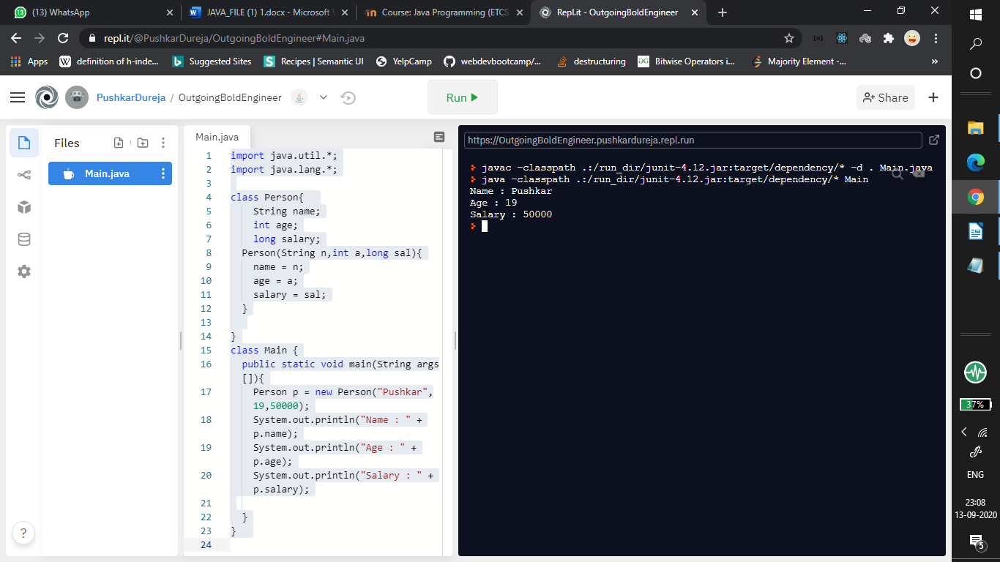 (13) WhatsApp
JAVA_FILE (1) 1.docx - Microsoft
Course: Java Programming (ETCS
Repl.it - OutgoingBoldEngineer
repl.it/@PushkarDureja/OutgoingBoldEngineer#Main.java
Apps
definition of h-inde...
Suggested Sites
Recipes | Semantic UI
YelpCamp
webdevbootcamp/...
destructuring
Bitwise Operators i...
Majority Element -...
PushkarDureja / OutgoingBoldEngineer
Run
Share
Files
Main.java
Main.java
1 import java.util.*;
2 import java.lang.*;
3
4 class Person{
5 String name;
6 int age;
7 long salary;
8 Person(String n,int a,long sal){
9 name = n;
10 age = a;
11 salary = sal;
12 }
13
14 }
15 class Main {
16 public static void main(String args
[]){
17 Person p = new Person("Pushkar",
19,50000);
18 System.out.println("Name : " +
p.name);
19 System.out.println("Age : " +
p.age);
20 System.out.println("Salary : " +
p.salary);
21
22 }
23 }
24
https://OutgoingBoldEngineer.pushkardureja.repl.run
javac -classpath .:/run_dir/junit-4.12.jar:target/dependency/* -d . Main.java
java -classpath .:/run_dir/junit-4.12.jar:target/dependency/* Main
Name : Pushkar
Age : 19
Salary : 50000
?
37%
ENG
23:08
13-09-2020
5